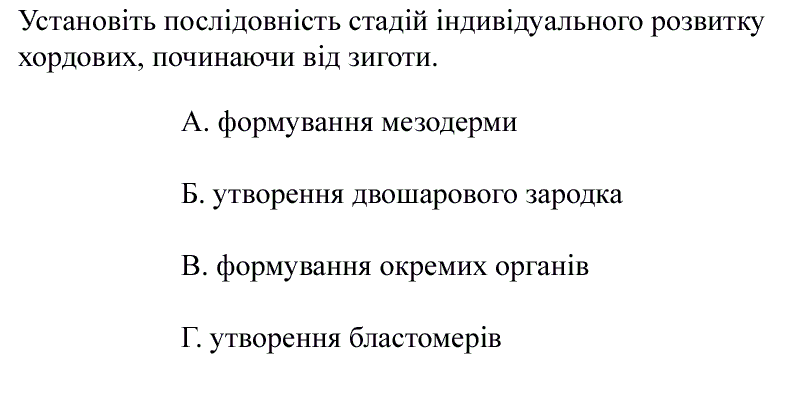 Установіть послідовність стадій індивідуального розвитку
хордових, починаючи від зиготи.
А. формування мезодерми
Б. утворення двошарового зародка
В. формування окремих органів
Г. утворення бластомерів